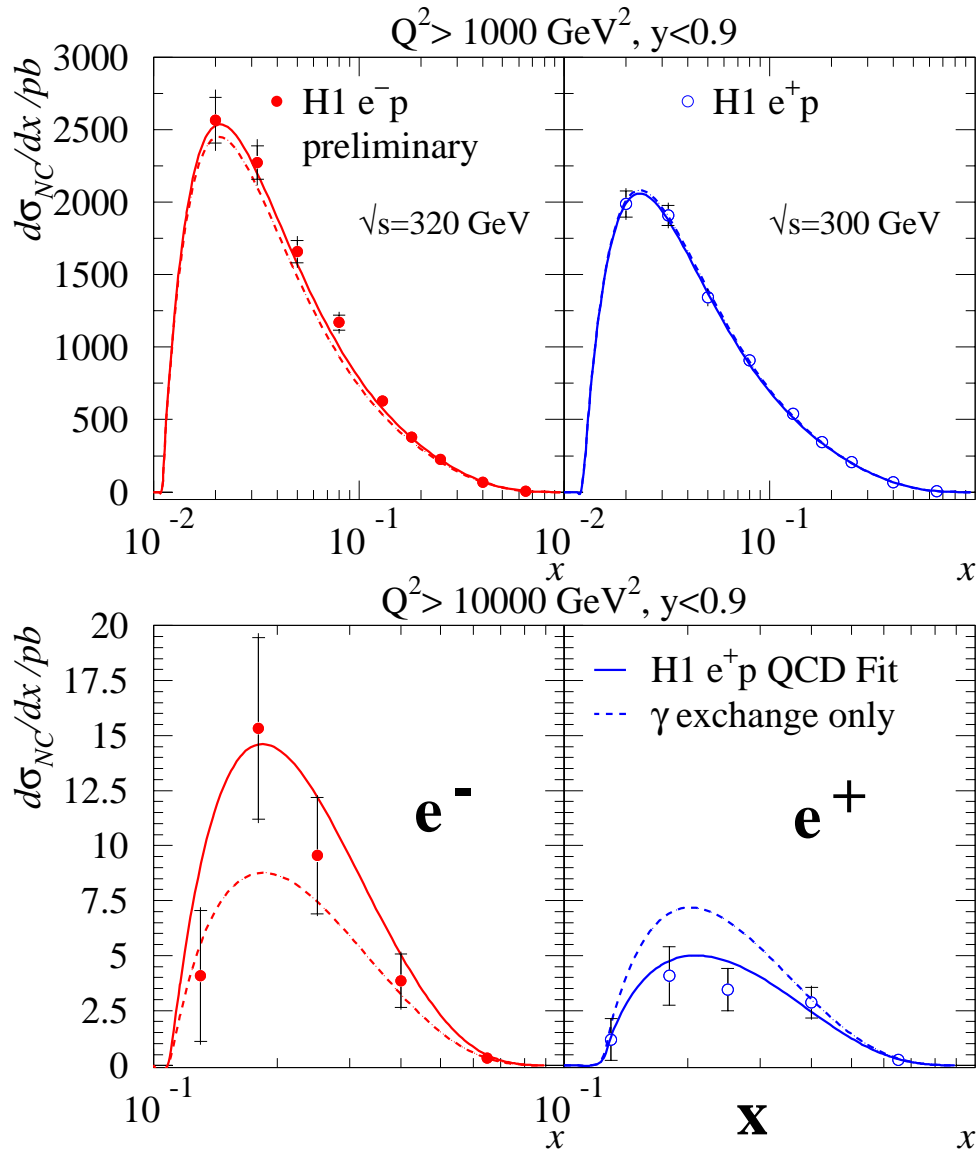 Q²> 1000 GeV², y<0.9
dσ_NC/dx /pb
3000
2500
2000
1500
1000
500
0
H1 e⁻p
preliminary
√s=320 GeV
H1 e⁺p
√s=300 GeV
10⁻² 10⁻¹ 10⁻² 10⁻¹
x x
Q²> 10000 GeV², y<0.9
dσ_NC/dx /pb
20
17.5
15
12.5
10
7.5
5
2.5
0
e⁻
H1 e⁺p QCD Fit
γ exchange only
e⁺
10⁻¹ 10⁻¹
x x x